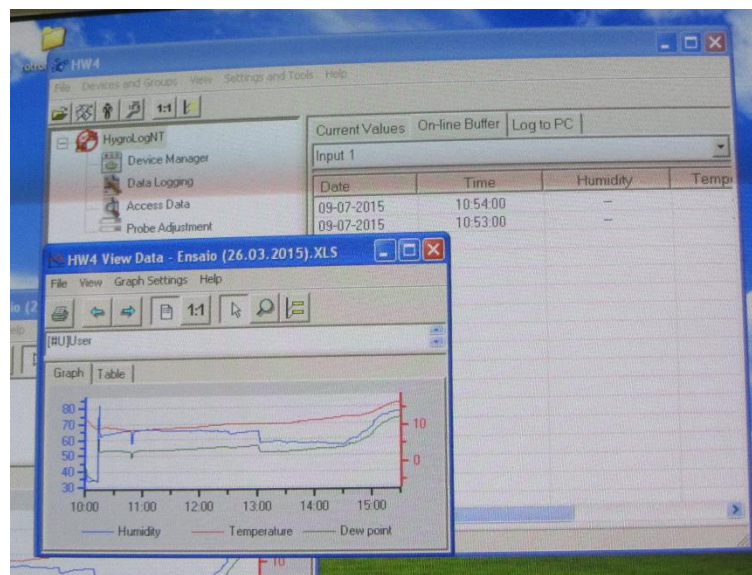 HW4
File Devices and Groups View Settings and Tools Help
1:1
HygroLogNT
Device Manager
Data Logging
Access Data
Probe Adjustment
Current Values On-line Buffer Log to PC
Input 1
Date Time Humidity Temp
09-07-2015 10:54:00 --
09-07-2015 10:53:00 --
HW4 View Data - Ensaio (26.03.2015).XLS
File View Graph Settings Help
1:1
[#U]User
Graph Table
80
70
60
50
40
30
10
0
10:00 11:00 12:00 13:00 14:00 15:00
Humidity Temperature Dew point
10